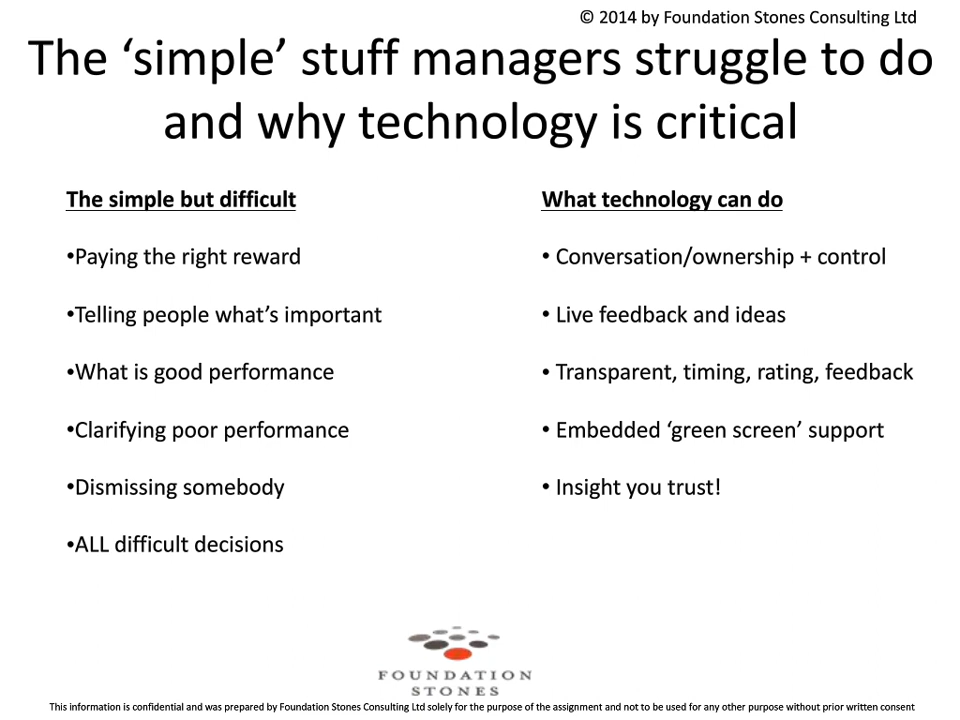 © 2014 by Foundation Stones Consulting Ltd
The ‘simple’ stuff managers struggle to do
and why technology is critical
The simple but difficult
•Paying the right reward
•Telling people what’s important
•What is good performance
•Clarifying poor performance
•Dismissing somebody
•ALL difficult decisions
What technology can do
• Conversation/ownership + control
• Live feedback and ideas
• Transparent, timing, rating, feedback
• Embedded ‘green screen’ support
• Insight you trust!
FOUNDATION
STONES
This information is confidential and was prepared by Foundation Stones Consulting Ltd solely for the purpose of the assignment and not to be used for any other purpose without prior written consent